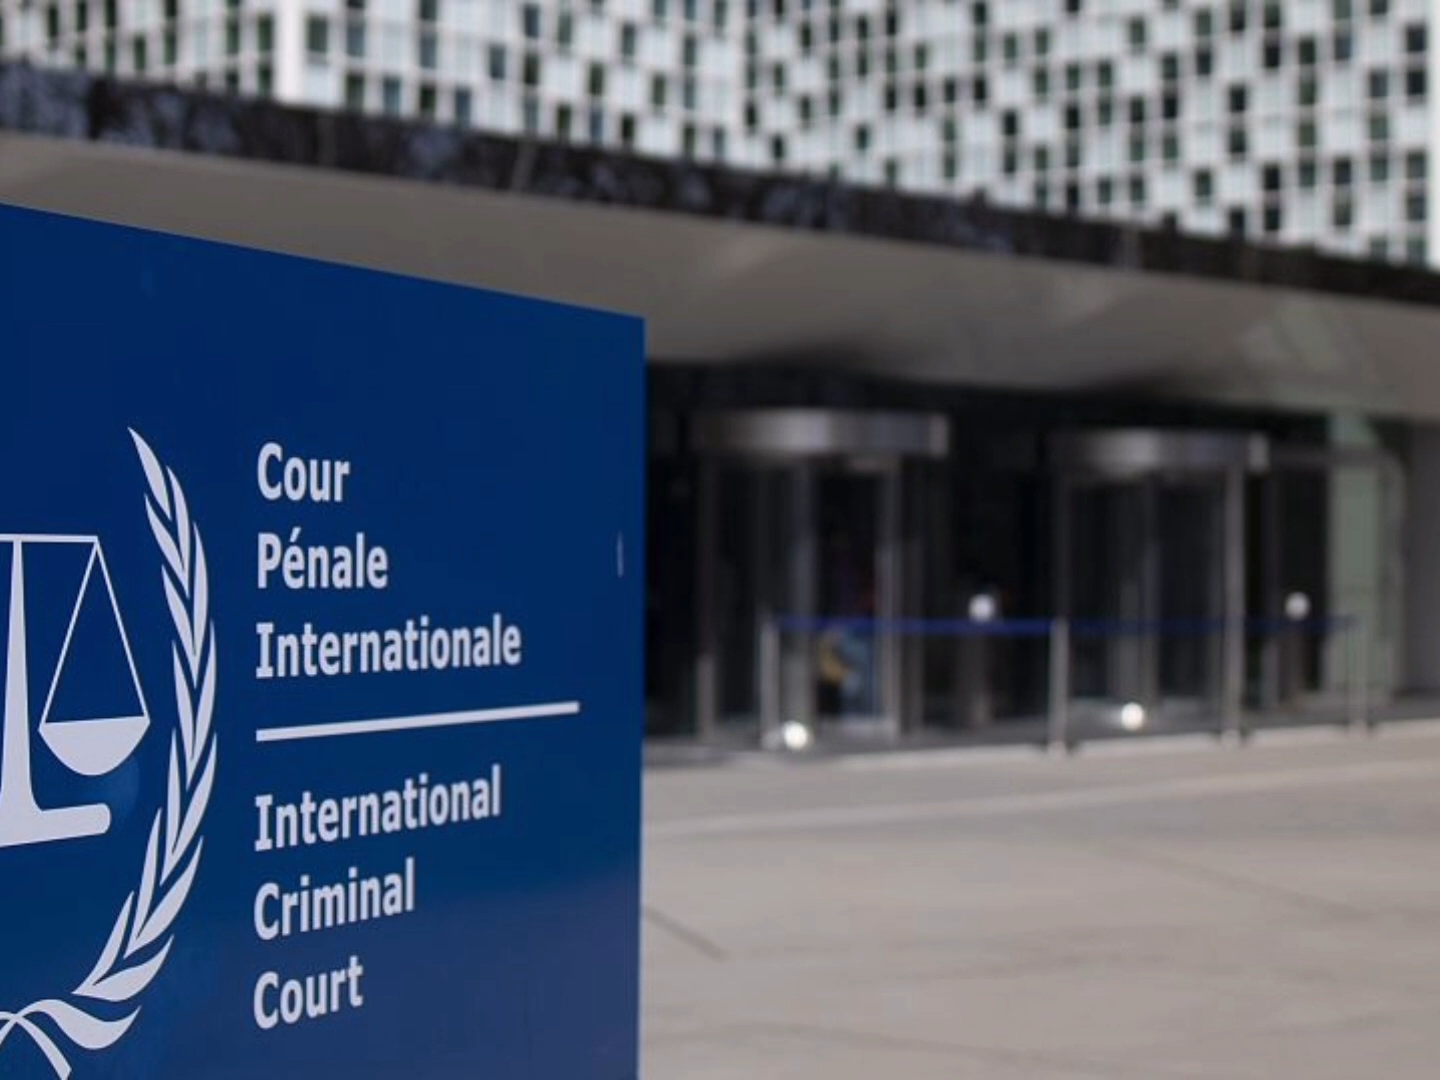 Cour
Pénale
Internationale
International
Criminal
Court